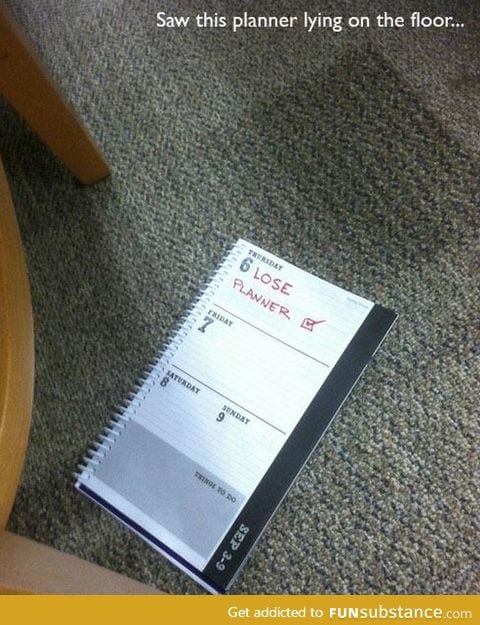 Saw this planner lying on the floor...
THURSDAY
6 LOSE
PLANNER ☑
FRIDAY
7
SATURDAY
8
SUNDAY
9
THINGS TO DO
SEP 3-9
Get addicted to FUNsubstance.com